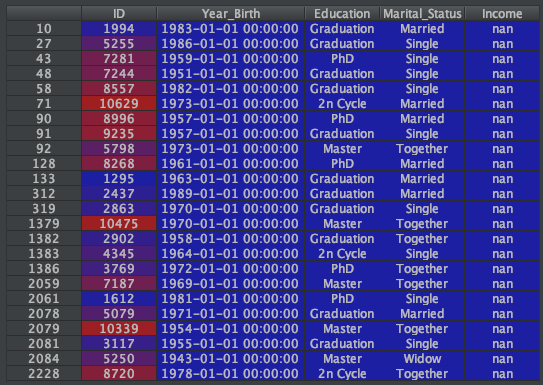 ID Year_Birth Education Marital_Status Income
10 1994 1983-01-01 00:00:00 Graduation Married nan
27 5255 1986-01-01 00:00:00 Graduation Single nan
43 7281 1959-01-01 00:00:00 PhD Single nan
48 7244 1951-01-01 00:00:00 Graduation Single nan
58 8557 1982-01-01 00:00:00 Graduation Single nan
71 10629 1973-01-01 00:00:00 2n Cycle Married nan
90 8996 1957-01-01 00:00:00 PhD Married nan
91 9235 1957-01-01 00:00:00 Graduation Single nan
92 5798 1973-01-01 00:00:00 Master Together nan
128 8268 1961-01-01 00:00:00 PhD Married nan
133 1295 1963-01-01 00:00:00 Graduation Married nan
312 2437 1989-01-01 00:00:00 Graduation Married nan
319 2863 1970-01-01 00:00:00 Graduation Single nan
1379 10475 1970-01-01 00:00:00 Master Together nan
1382 2902 1958-01-01 00:00:00 Graduation Together nan
1383 4345 1964-01-01 00:00:00 2n Cycle Single nan
1386 3769 1972-01-01 00:00:00 PhD Together nan
2059 7187 1969-01-01 00:00:00 Master Together nan
2061 1612 1981-01-01 00:00:00 PhD Single nan
2078 5079 1971-01-01 00:00:00 Graduation Married nan
2079 10339 1954-01-01 00:00:00 Master Together nan
2081 3117 1955-01-01 00:00:00 Graduation Single nan
2084 5250 1943-01-01 00:00:00 Master Widow nan
2228 8720 1978-01-01 00:00:00 2n Cycle Together nan